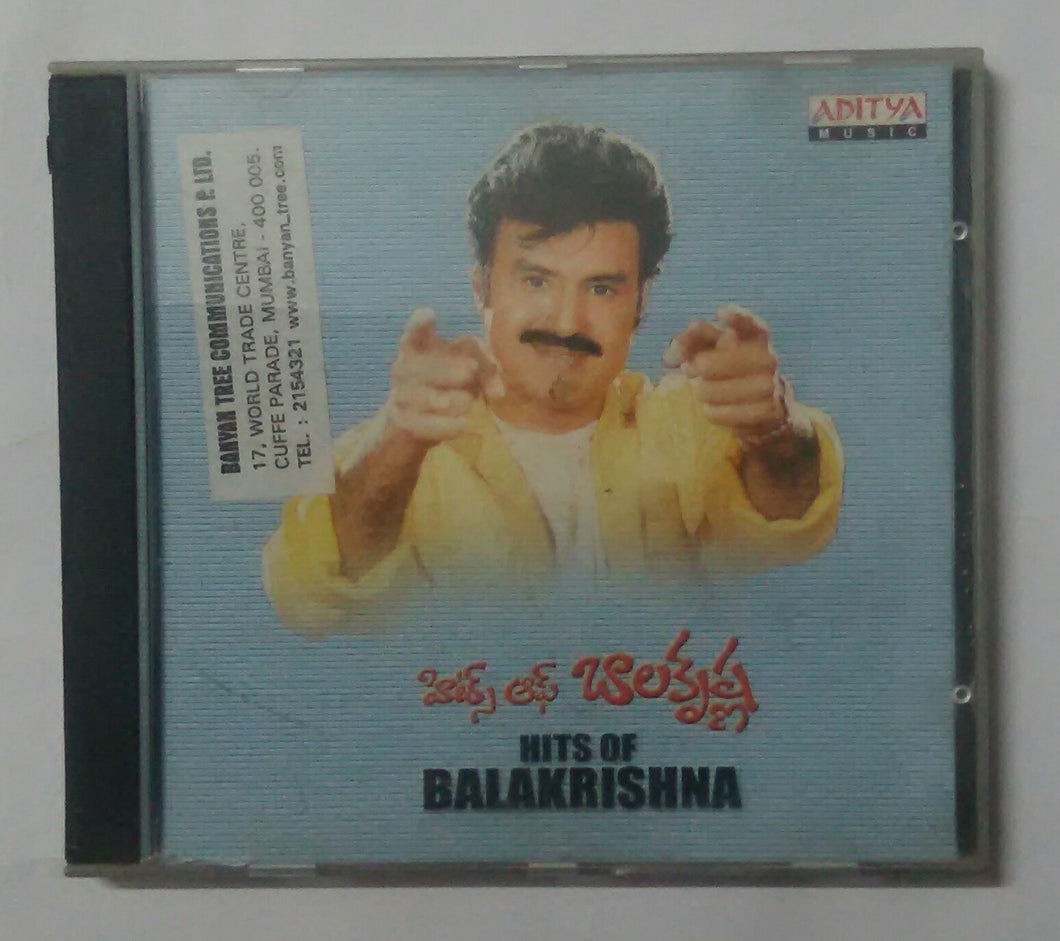 ADITYA
MUSIC
BANYAN TREE COMMUNICATIONS P. LTD.
17, WORLD TRADE CENTRE,
CUFFE PARADE, MUMBAI - 400 005.
TEL. : 2154321 www.banyan_tree.com
హిట్స్ ఆఫ్ బాలకృష్ణ
HITS OF
BALAKRISHNA